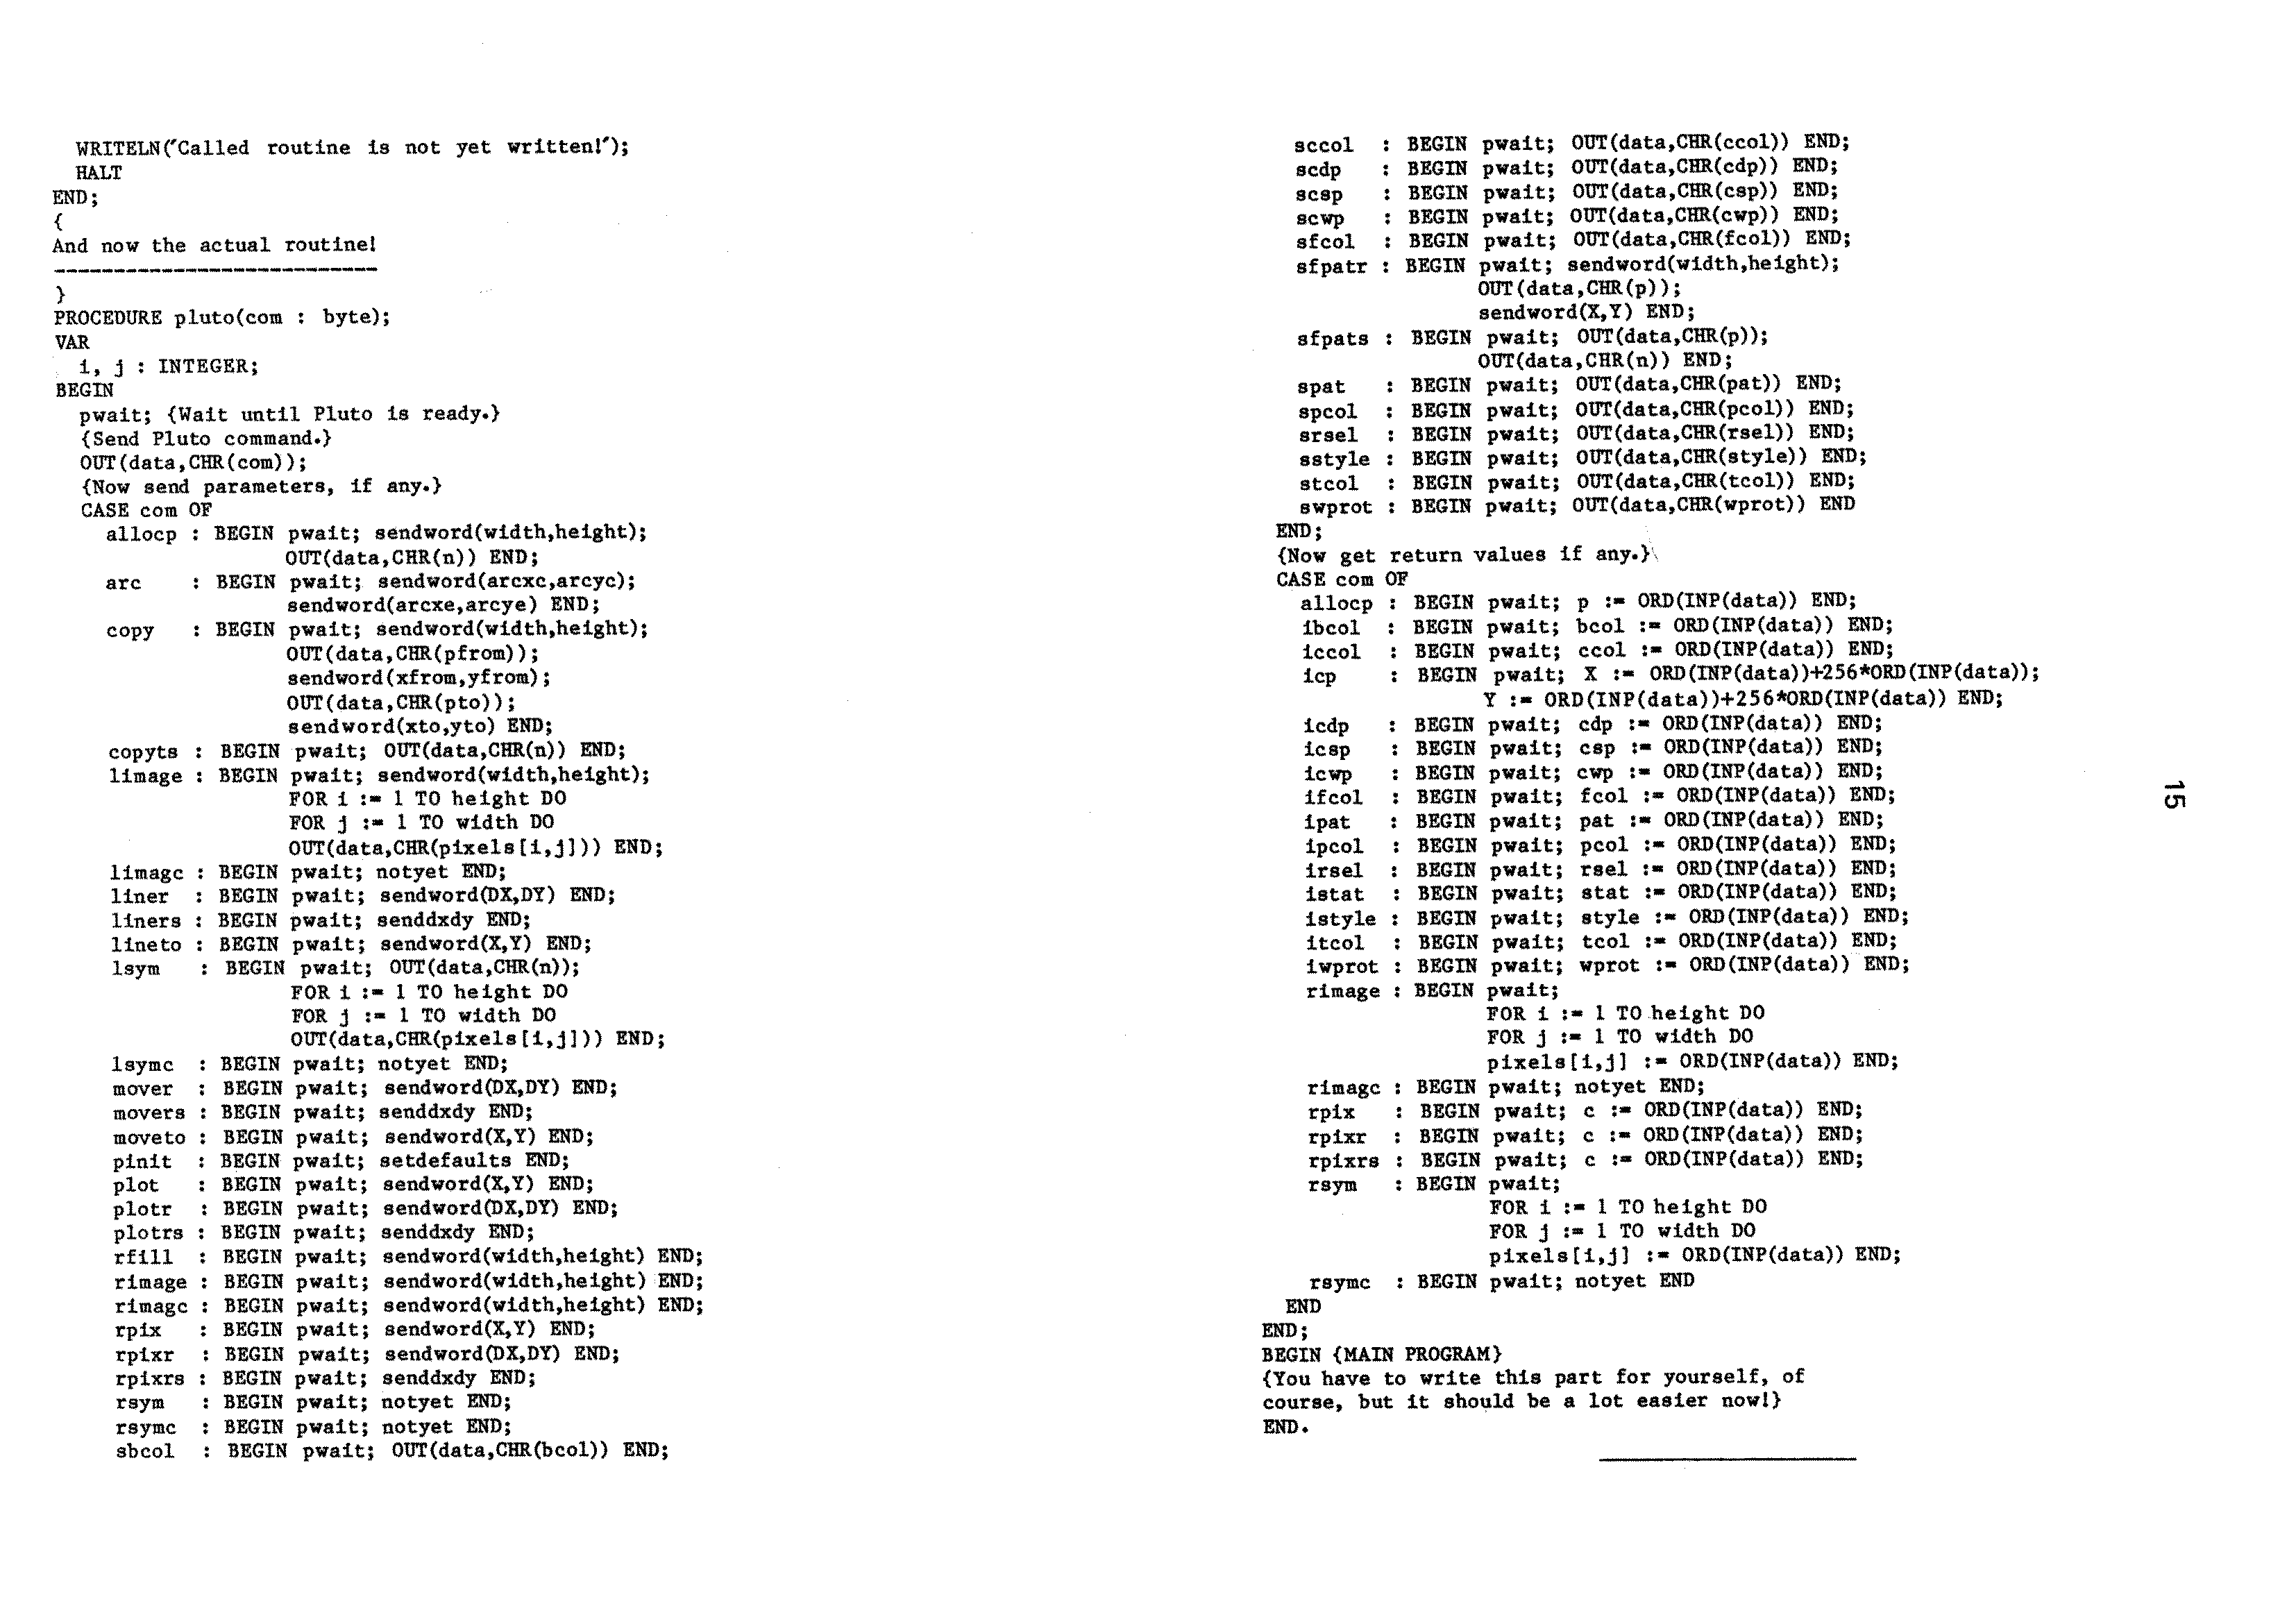 WRITELN('Called routine is not yet written!');
HALT
END;
{
And now the actual routine!
---------------------------
}
PROCEDURE pluto(com : byte);
VAR
i, j : INTEGER;
BEGIN
pwait; {Wait until Pluto is ready.}
{Send Pluto command.}
OUT(data,CHR(com));
{Now send parameters, if any.}
CASE com OF
allocp : BEGIN pwait; sendword(width,height);
OUT(data,CHR(n)) END;
arc : BEGIN pwait; sendword(arcxc,arcyc);
sendword(arcxe,arcye) END;
copy : BEGIN pwait; sendword(width,height);
OUT(data,CHR(pfrom));
sendword(xfrom,yfrom);
OUT(data,CHR(pto));
sendword(xto,yto) END;
copyts : BEGIN pwait; OUT(data,CHR(n)) END;
limage : BEGIN pwait; sendword(width,height);
FOR i := 1 TO height DO
FOR j := 1 TO width DO
OUT(data,CHR(pixels[i,j])) END;
limagc : BEGIN pwait; notyet END;
liner : BEGIN pwait; sendword(DX,DY) END;
liners : BEGIN pwait; senddxdy END;
lineto : BEGIN pwait; sendword(X,Y) END;
lsym : BEGIN pwait; OUT(data,CHR(n));
FOR i := 1 TO height DO
FOR j := 1 TO width DO
OUT(data,CHR(pixels[i,j])) END;
lsymc : BEGIN pwait; notyet END;
mover : BEGIN pwait; sendword(DX,DY) END;
movers : BEGIN pwait; senddxdy END;
moveto : BEGIN pwait; sendword(X,Y) END;
pinit : BEGIN pwait; setdefaults END;
plot : BEGIN pwait; sendword(X,Y) END;
plotr : BEGIN pwait; sendword(DX,DY) END;
plotrs : BEGIN pwait; senddxdy END;
rfill : BEGIN pwait; sendword(width,height) END;
rimage : BEGIN pwait; sendword(width,height) END;
rimagc : BEGIN pwait; sendword(width,height) END;
rpix : BEGIN pwait; sendword(X,Y) END;
rpixr : BEGIN pwait; sendword(DX,DY) END;
rpixrs : BEGIN pwait; senddxdy END;
rsym : BEGIN pwait; notyet END;
rsymc : BEGIN pwait; notyet END;
sbcol : BEGIN pwait; OUT(data,CHR(bcol)) END;
sccol : BEGIN pwait; OUT(data,CHR(ccol)) END;
scdp : BEGIN pwait; OUT(data,CHR(cdp)) END;
scsp : BEGIN pwait; OUT(data,CHR(csp)) END;
scwp : BEGIN pwait; OUT(data,CHR(cwp)) END;
sfcol : BEGIN pwait; OUT(data,CHR(fcol)) END;
sfpatr : BEGIN pwait; sendword(width,height);
OUT(data,CHR(p));
sendword(X,Y) END;
sfpats : BEGIN pwait; OUT(data,CHR(p));
OUT(data,CHR(n)) END;
spat : BEGIN pwait; OUT(data,CHR(pat)) END;
spcol : BEGIN pwait; OUT(data,CHR(pcol)) END;
srsel : BEGIN pwait; OUT(data,CHR(rsel)) END;
sstyle : BEGIN pwait; OUT(data,CHR(style)) END;
stcol : BEGIN pwait; OUT(data,CHR(tcol)) END;
swprot : BEGIN pwait; OUT(data,CHR(wprot)) END
END;
{Now get return values if any.}
CASE com OF
allocp : BEGIN pwait; p := ORD(INP(data)) END;
ibcol : BEGIN pwait; bcol := ORD(INP(data)) END;
iccol : BEGIN pwait; ccol := ORD(INP(data)) END;
icp : BEGIN pwait; X := ORD(INP(data))+256*ORD(INP(data));
Y := ORD(INP(data))+256*ORD(INP(data)) END;
icdp : BEGIN pwait; cdp := ORD(INP(data)) END;
icsp : BEGIN pwait; csp := ORD(INP(data)) END;
icwp : BEGIN pwait; cwp := ORD(INP(data)) END;
ifcol : BEGIN pwait; fcol := ORD(INP(data)) END;
ipat : BEGIN pwait; pat := ORD(INP(data)) END;
ipcol : BEGIN pwait; pcol := ORD(INP(data)) END;
irsel : BEGIN pwait; rsel := ORD(INP(data)) END;
istat : BEGIN pwait; stat := ORD(INP(data)) END;
istyle : BEGIN pwait; style := ORD(INP(data)) END;
itcol : BEGIN pwait; tcol := ORD(INP(data)) END;
iwprot : BEGIN pwait; wprot := ORD(INP(data)) END;
rimage : BEGIN pwait;
FOR i := 1 TO height DO
FOR j := 1 TO width DO
pixels[i,j] := ORD(INP(data)) END;
rimagc : BEGIN pwait; notyet END;
rpix : BEGIN pwait; c := ORD(INP(data)) END;
rpixr : BEGIN pwait; c := ORD(INP(data)) END;
rpixrs : BEGIN pwait; c := ORD(INP(data)) END;
rsym : BEGIN pwait;
FOR i := 1 TO height DO
FOR j := 1 TO width DO
pixels[i,j] := ORD(INP(data)) END;
rsymc : BEGIN pwait; notyet END
END
END;
BEGIN {MAIN PROGRAM}
{You have to write this part for yourself, of
course, but it should be a lot easier now!}
END.
15